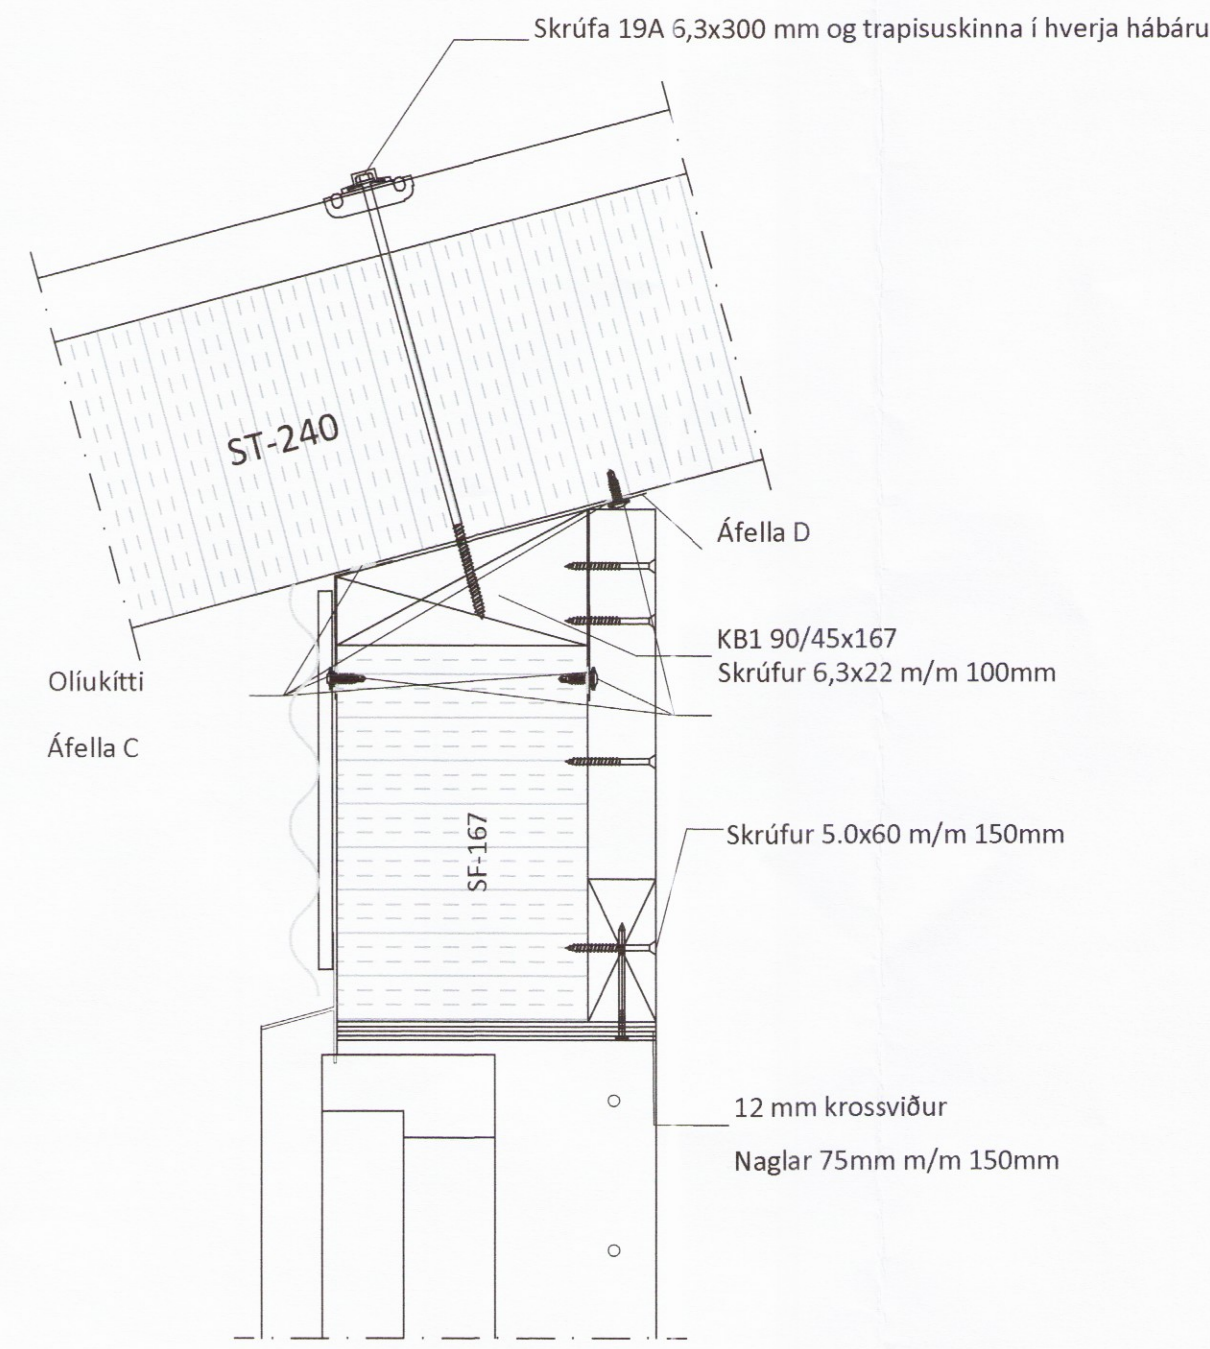 Skrúfa 19A 6,3x300 mm og trapisuskinna í hverja hábáru
ST-240
Áfella D
KB1 90/45x167
Skrúfur 6,3x22 m/m 100mm
Olíukítti
Áfella C
SF-167
Skrúfur 5.0x60 m/m 150mm
12 mm krossviður
Naglar 75mm m/m 150mm